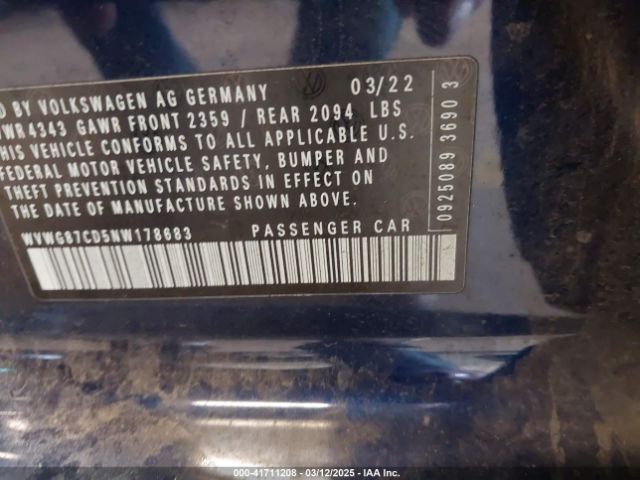 D BY VOLKSWAGEN AG GERMANY 03/22
WR4343 GAWR FRONT 2359 / REAR 2094 LBS
HIS VEHICLE CONFORMS TO ALL APPLICABLE U.S.
FEDERAL MOTOR VEHICLE SAFETY, BUMPER AND
THEFT PREVENTION STANDARDS IN EFFECT ON
THE DATE OF MANUFACTURE SHOWN ABOVE.
WVWG87CD5NW178683 PASSENGER CAR
0925089 3690 3
000-41711208 - 03/12/2025 - IAA Inc.